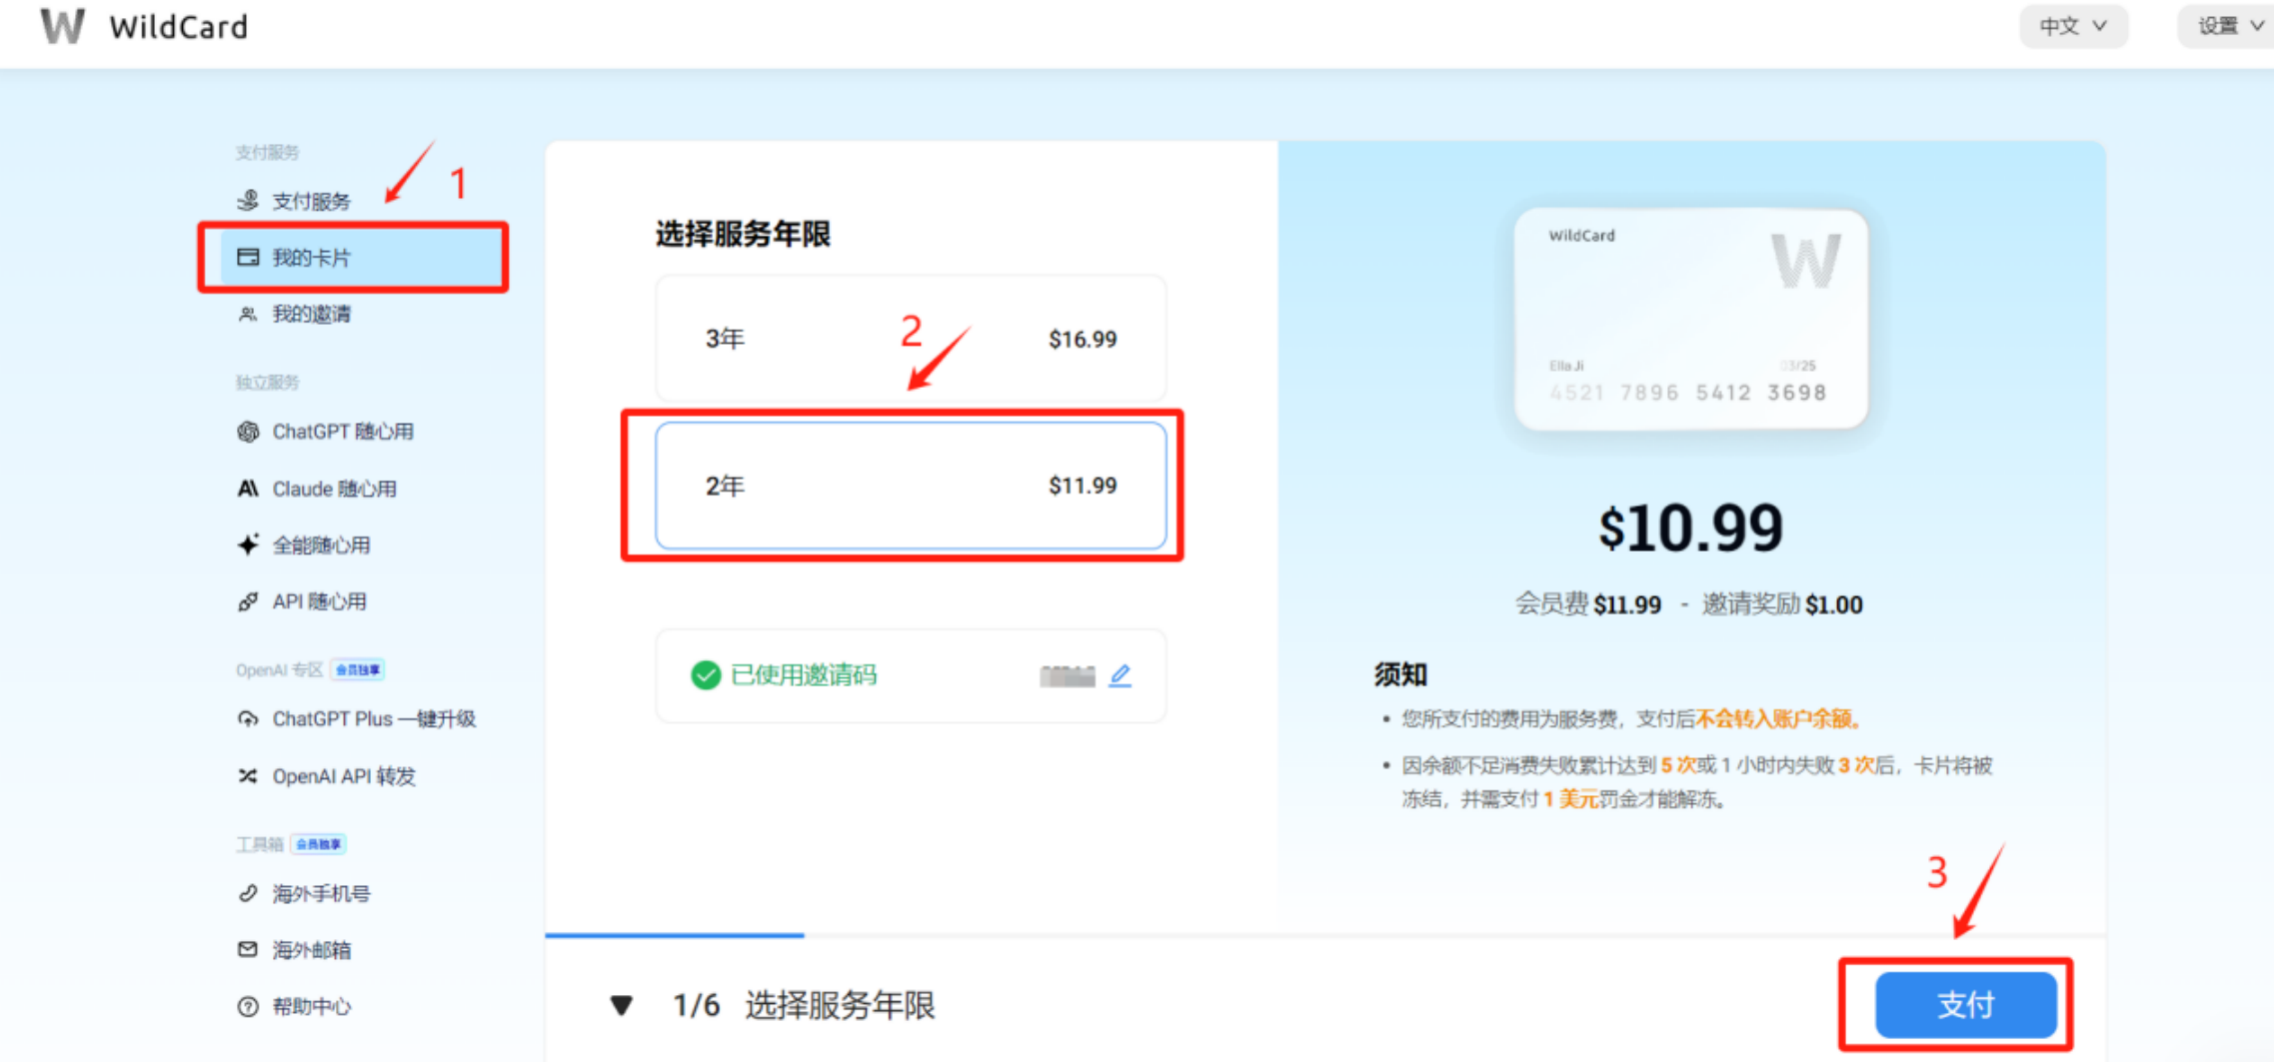 W WildCard
中文
设置
支付服务
支付服务
1
我的卡片
我的邀请
独立服务
ChatGPT 随心用
Claude 随心用
全能随心用
API 随心用
OpenAI 专区 会员独享
ChatGPT Plus 一键升级
OpenAI API 转发
工具箱 会员独享
海外手机号
海外邮箱
帮助中心
选择服务年限
3年 $16.99
2
2年 $11.99
已使用邀请码
1/6 选择服务年限
WildCard W
Ella Ji 03/25
4521 7896 5412 3698
$10.99
会员费 $11.99 - 邀请奖励 $1.00
须知
• 您所支付的费用为服务费，支付后不会转入账户余额。
• 因余额不足消费失败累计达到 5 次或 1 小时内失败 3 次后，卡片将被
冻结，并需支付 1 美元罚金才能解冻。
3
支付